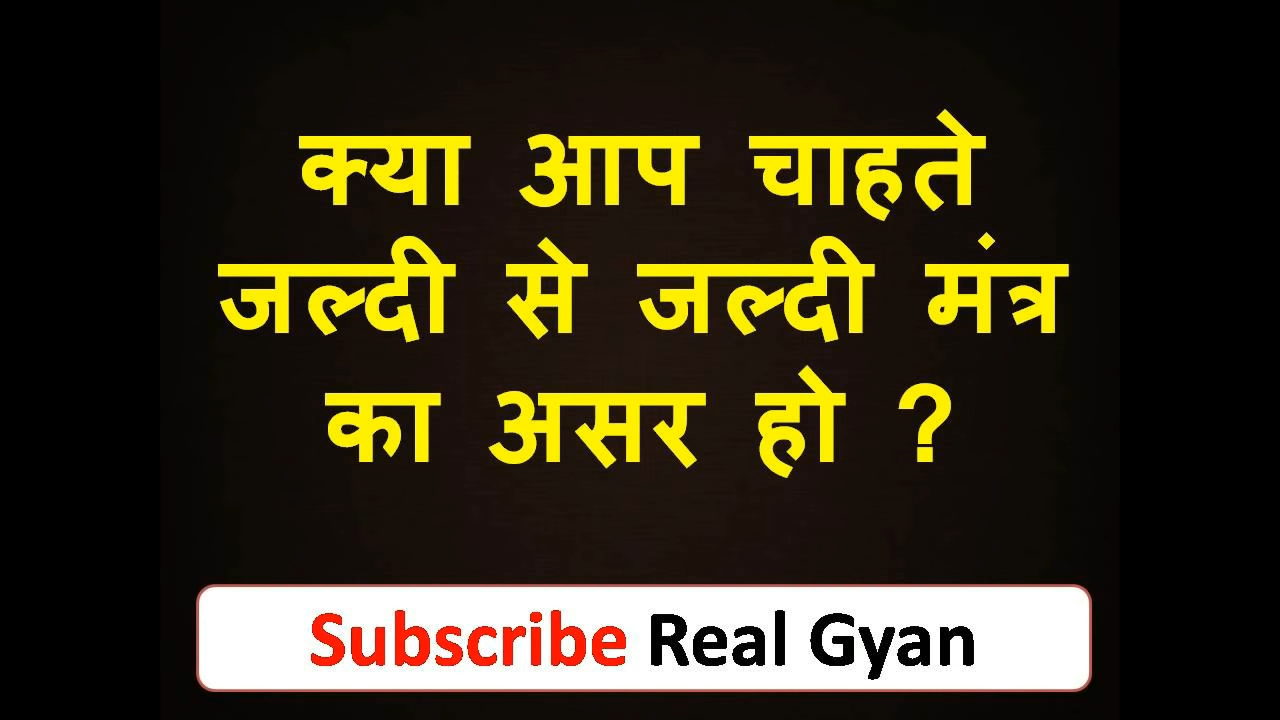 क्या आप चाहते
जल्दी से जल्दी मंत्र
का असर हो ?
Subscribe Real Gyan